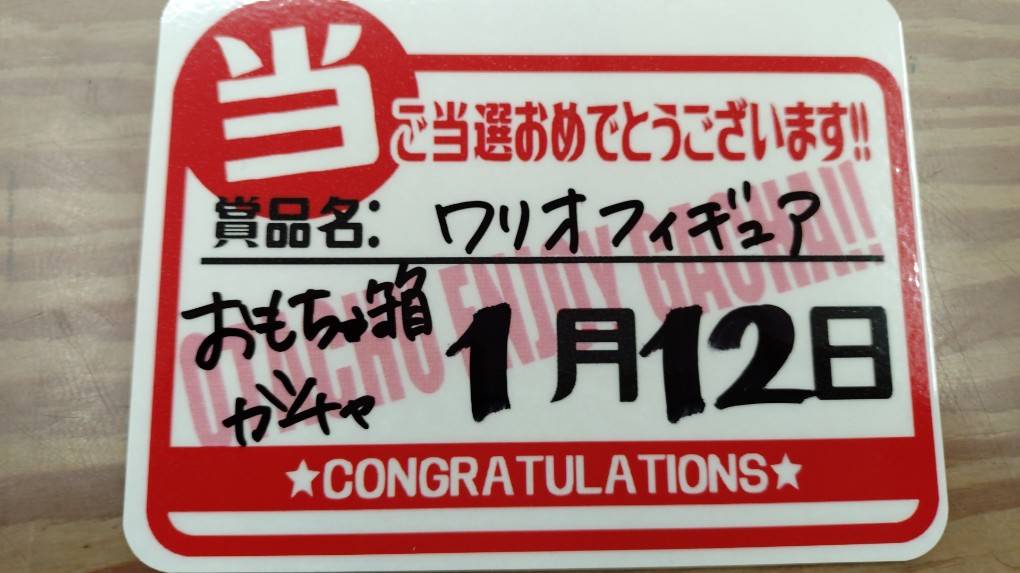 当
ご当選おめでとうございます!!
賞品名: ワリオフィギュア
おもちゃ箱
ガチャ
1月12日
ENJOY GACHA!!
★CONGRATULATIONS★